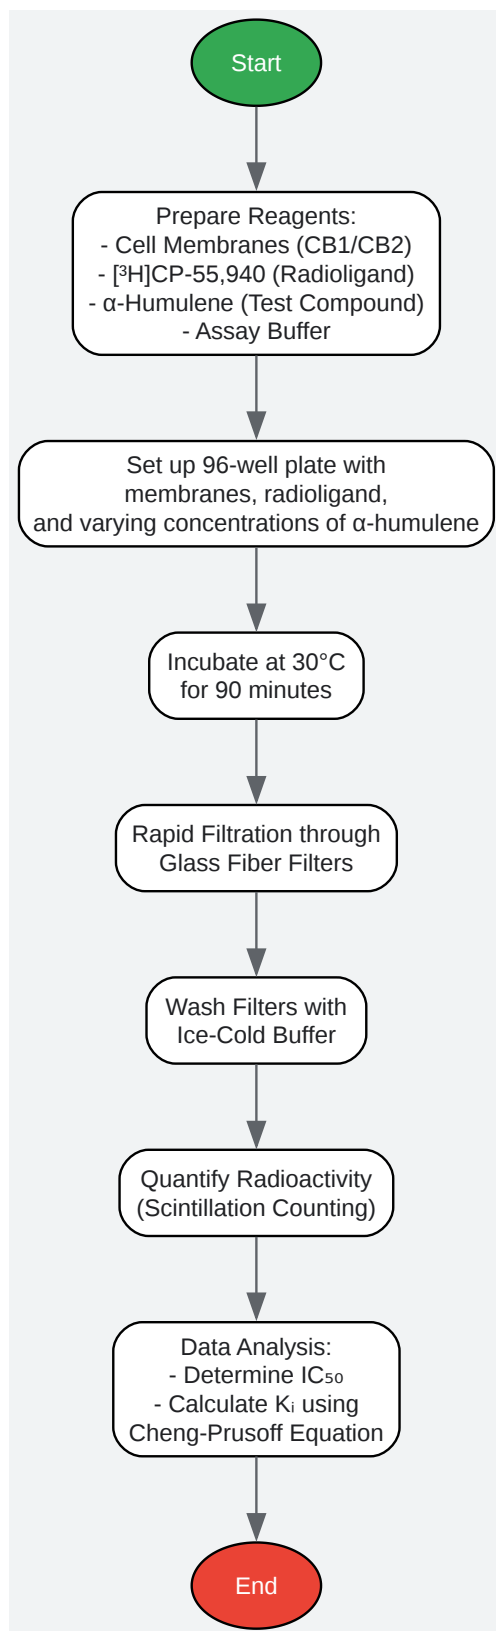 Start
Prepare Reagents:
- Cell Membranes (CB1/CB2)
- [³H]CP-55,940 (Radioligand)
- α-Humulene (Test Compound)
- Assay Buffer
Set up 96-well plate with
membranes, radioligand,
and varying concentrations of α-humulene
Incubate at 30°C
for 90 minutes
Rapid Filtration through
Glass Fiber Filters
Wash Filters with
Ice-Cold Buffer
Quantify Radioactivity
(Scintillation Counting)
Data Analysis:
- Determine IC₅₀
- Calculate Kᵢ using
Cheng-Prusoff Equation
End